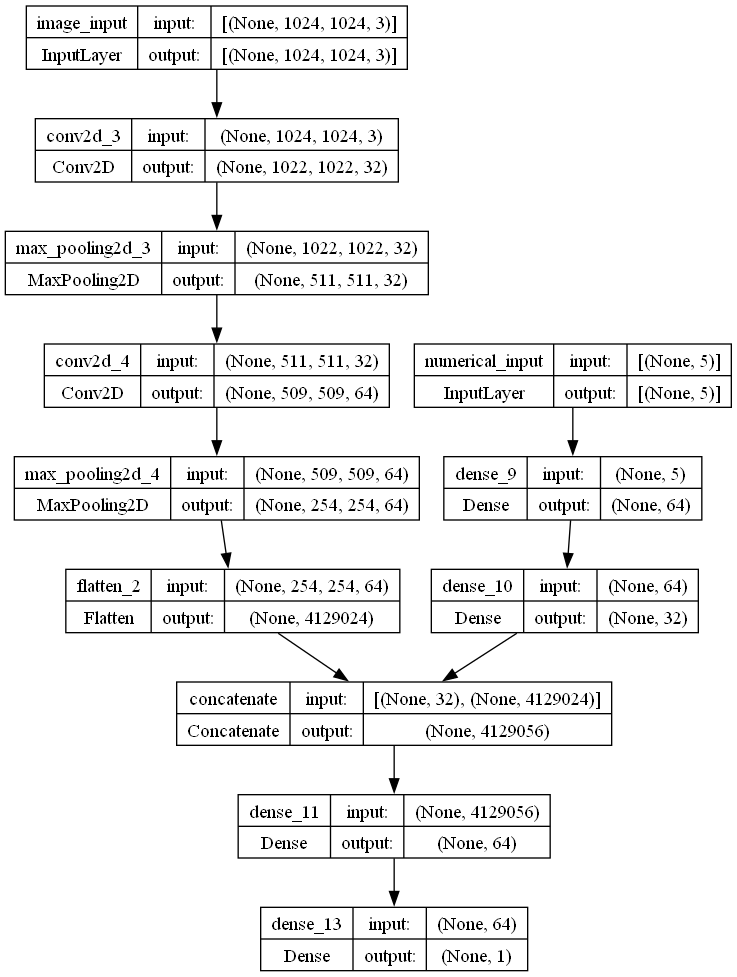 image_input input: [(None, 1024, 1024, 3)]
InputLayer output: [(None, 1024, 1024, 3)]
conv2d_3 input: (None, 1024, 1024, 3)
Conv2D output: (None, 1022, 1022, 32)
max_pooling2d_3 input: (None, 1022, 1022, 32)
MaxPooling2D output: (None, 511, 511, 32)
conv2d_4 input: (None, 511, 511, 32)
Conv2D output: (None, 509, 509, 64)
numerical_input input: [(None, 5)]
InputLayer output: [(None, 5)]
max_pooling2d_4 input: (None, 509, 509, 64)
MaxPooling2D output: (None, 254, 254, 64)
dense_9 input: (None, 5)
Dense output: (None, 64)
flatten_2 input: (None, 254, 254, 64)
Flatten output: (None, 4129024)
dense_10 input: (None, 64)
Dense output: (None, 32)
concatenate input: [(None, 32), (None, 4129024)]
Concatenate output: (None, 4129056)
dense_11 input: (None, 4129056)
Dense output: (None, 64)
dense_13 input: (None, 64)
Dense output: (None, 1)